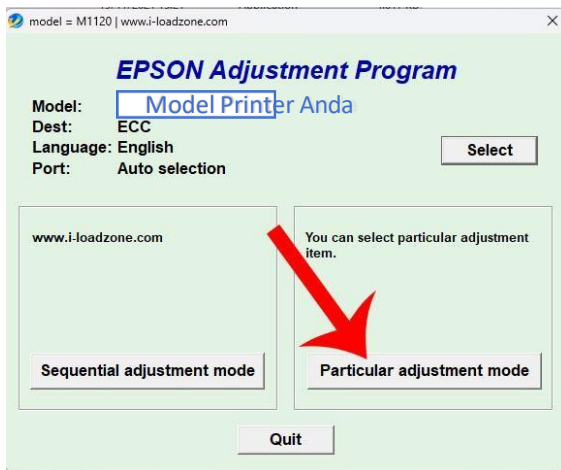 model = M1120 | www.i-loadzone.com
EPSON Adjustment Program
Model: Model Printer Anda
Dest: ECC
Language: English
Port: Auto selection
Select
www.i-loadzone.com
You can select particular adjustment
item.
Sequential adjustment mode
Particular adjustment mode
Quit